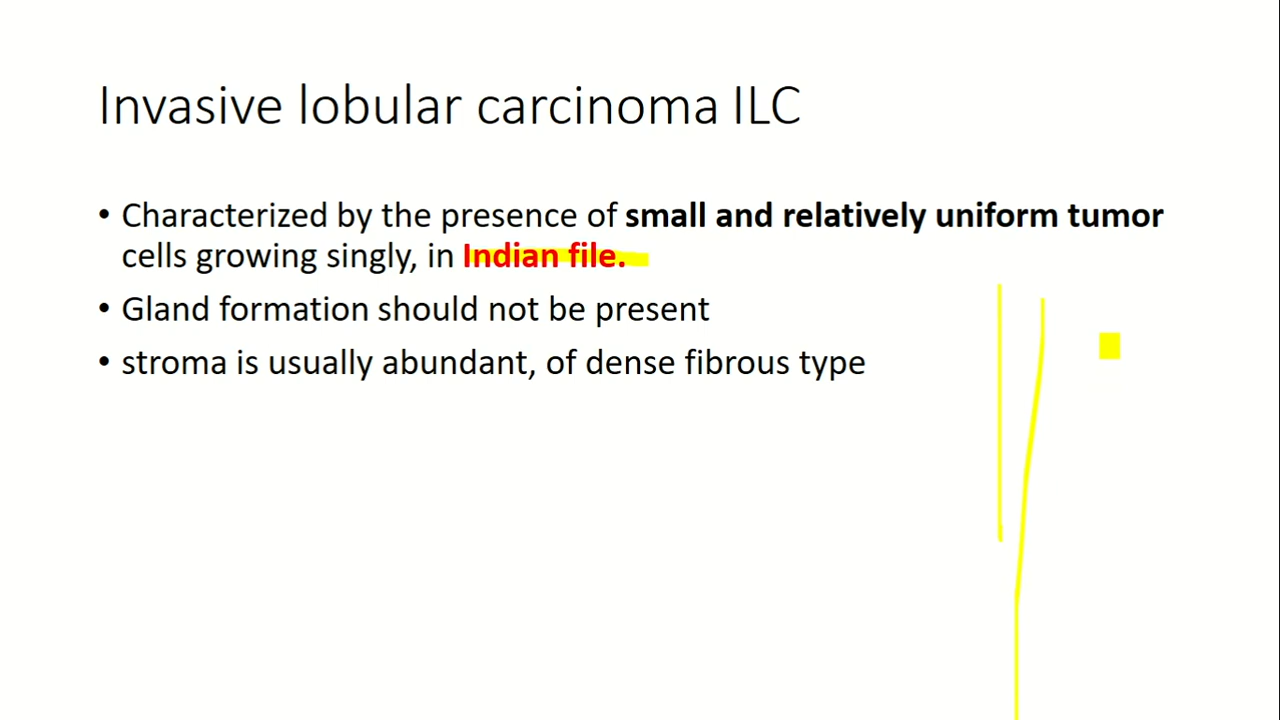 Invasive lobular carcinoma ILC
• Characterized by the presence of small and relatively uniform tumor
cells growing singly, in Indian file.
• Gland formation should not be present
• stroma is usually abundant, of dense fibrous type